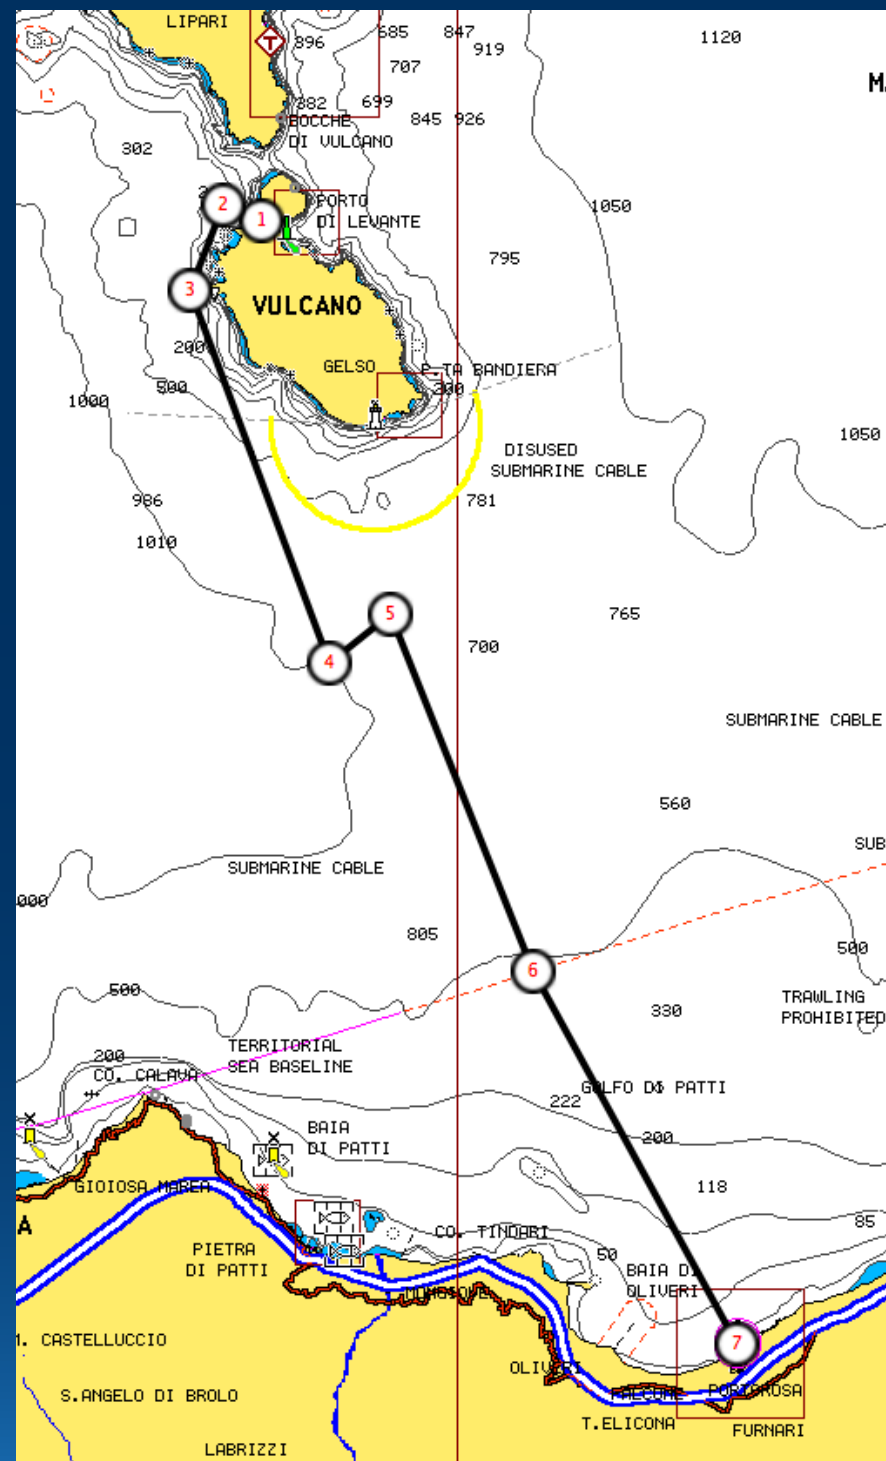 LIPARI
T
896
685
847
919
1120
707
382
699
BOCCHE
DI VULCANO
845
926
302
2
1
PORTO
DI LEVANTE
1050
795
3
VULCANO
200
GELSO
P.TA BANDIERA
200
500
1000
1050
DISUSED
SUBMARINE CABLE
986
781
1010
5
765
4
700
SUBMARINE CABLE
560
SUB
SUBMARINE CABLE
000
805
500
6
500
TRAWLING
PROHIBITED
330
TERRITORIAL
SEA BASELINE
200
CO. CALAVA
GOLFO DI PATTI
222
BAIA
DI PATTI
200
GIOIOSA MAREA
118
A
CO. TINDARI
85
PIETRA
DI PATTI
50
BAIA DI
OLIVERI
MONGIOVE
7
M. CASTELLUCCIO
OLIVERI
FALCONE
PORTOROSA
S.ANGELO DI BROLO
T.ELICONA
FURNARI
LABRIZZI